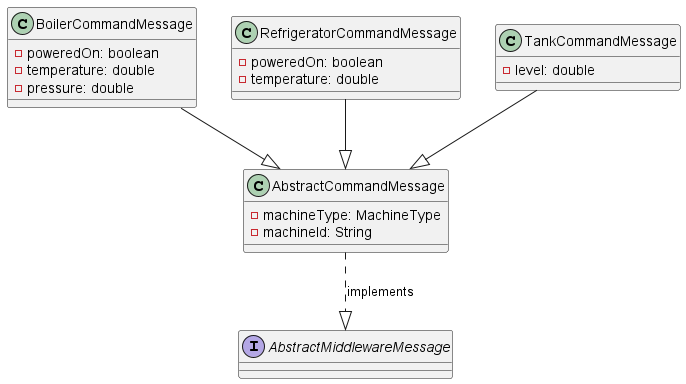 C BoilerCommandMessage
poweredOn: boolean
temperature: double
pressure: double
C RefrigeratorCommandMessage
poweredOn: boolean
temperature: double
C TankCommandMessage
level: double
C AbstractCommandMessage
machineType: MachineType
machineId: String
implements
I AbstractMiddlewareMessage